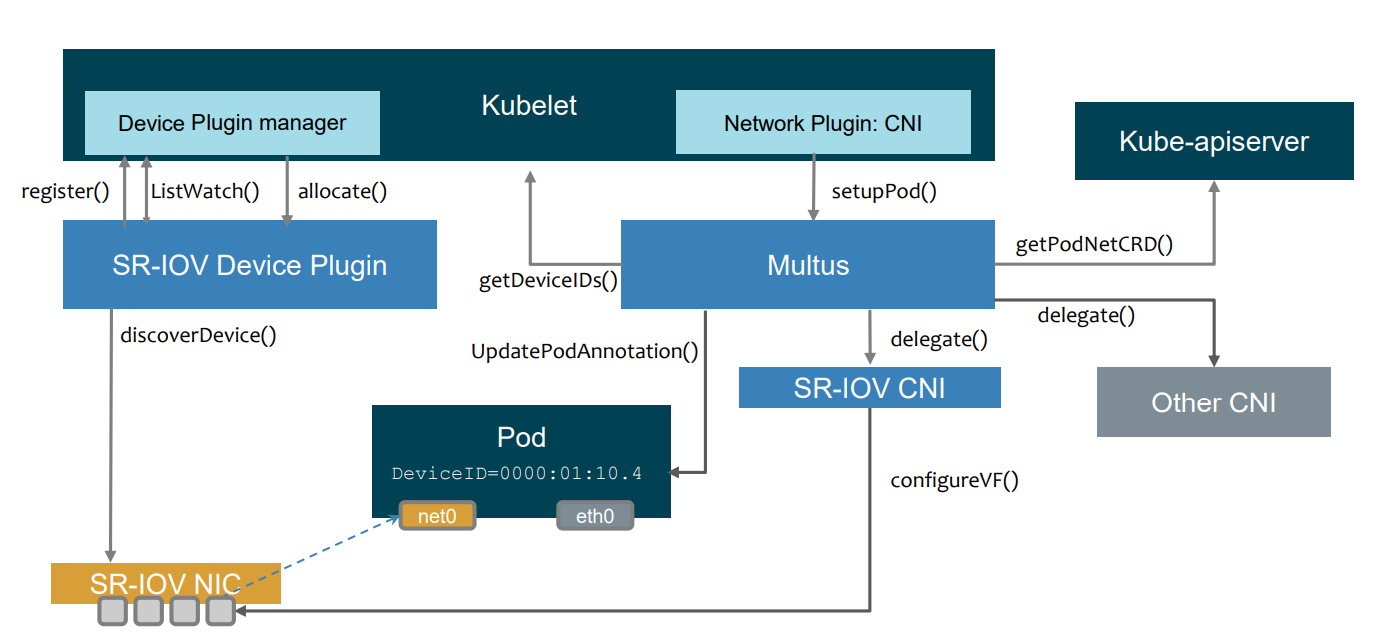 Kubelet
Device Plugin manager
Network Plugin: CNI
Kube-apiserver
register()
ListWatch()
allocate()
setupPod()
getPodNetCRD()
SR-IOV Device Plugin
Multus
getDeviceIDs()
delegate()
discoverDevice()
UpdatePodAnnotation()
delegate()
SR-IOV CNI
Other CNI
Pod
DeviceID=0000:01:10.4
configureVF()
net0
eth0
SR-IOV NIC